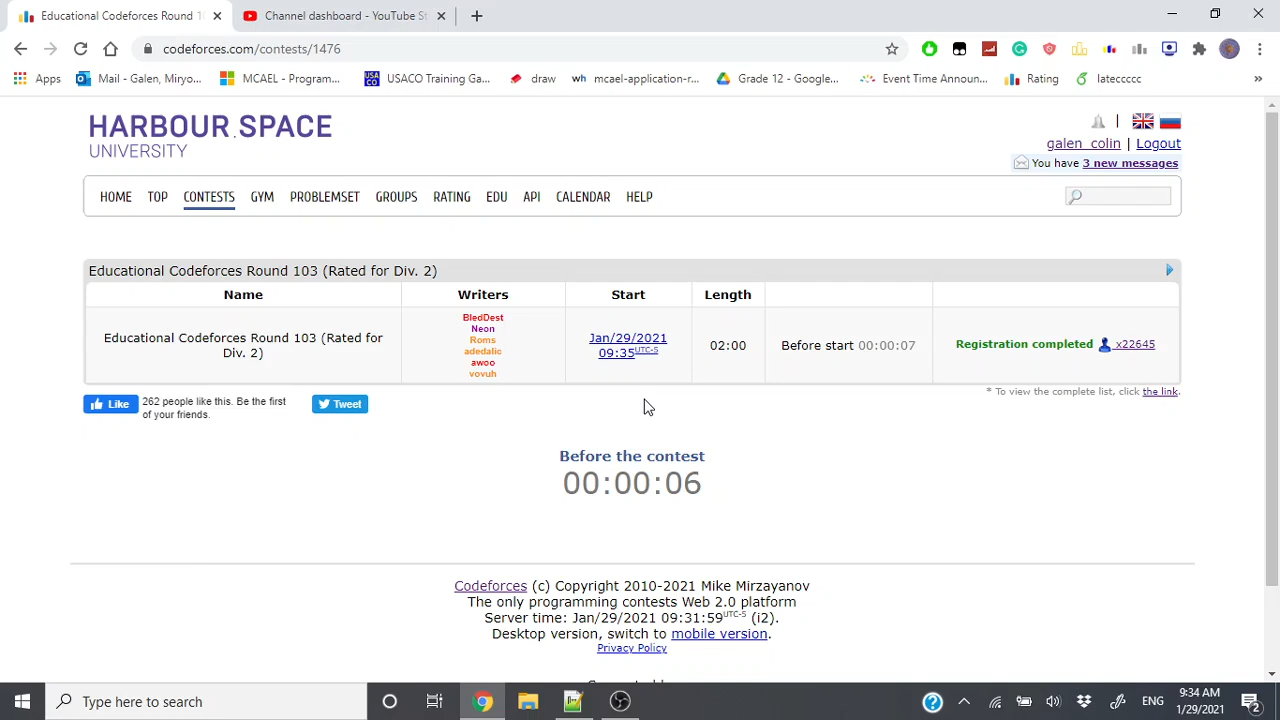 Educational Codeforces Round 10
Channel dashboard - YouTube St
codeforces.com/contests/1476
Apps
Mail - Galen, Miryo...
MCAEL - Program...
USACO Training Ga...
draw
wh mcael-application-r...
Grade 12 - Google...
Event Time Announ...
Rating
lateccccc
»
HARBOUR.SPACE
UNIVERSITY
galen_colin | Logout
You have 3 new messages
HOME TOP CONTESTS GYM PROBLEMSET GROUPS RATING EDU API CALENDAR HELP
Educational Codeforces Round 103 (Rated for Div. 2)
Name Writers Start Length
Educational Codeforces Round 103 (Rated for
Div. 2)
BledDest
Neon
Roms
adedalic
awoo
vovuh
Jan/29/2021
09:35 UTC-5
02:00
Before start 00:00:07
Registration completed x22645
* To view the complete list, click the link.
Like
262 people like this. Be the first
of your friends.
Tweet
Before the contest
00:00:06
Codeforces (c) Copyright 2010-2021 Mike Mirzayanov
The only programming contests Web 2.0 platform
Server time: Jan/29/2021 09:31:59 UTC-5 (i2).
Desktop version, switch to mobile version.
Privacy Policy
Type here to search
ENG
9:34 AM
1/29/2021
2